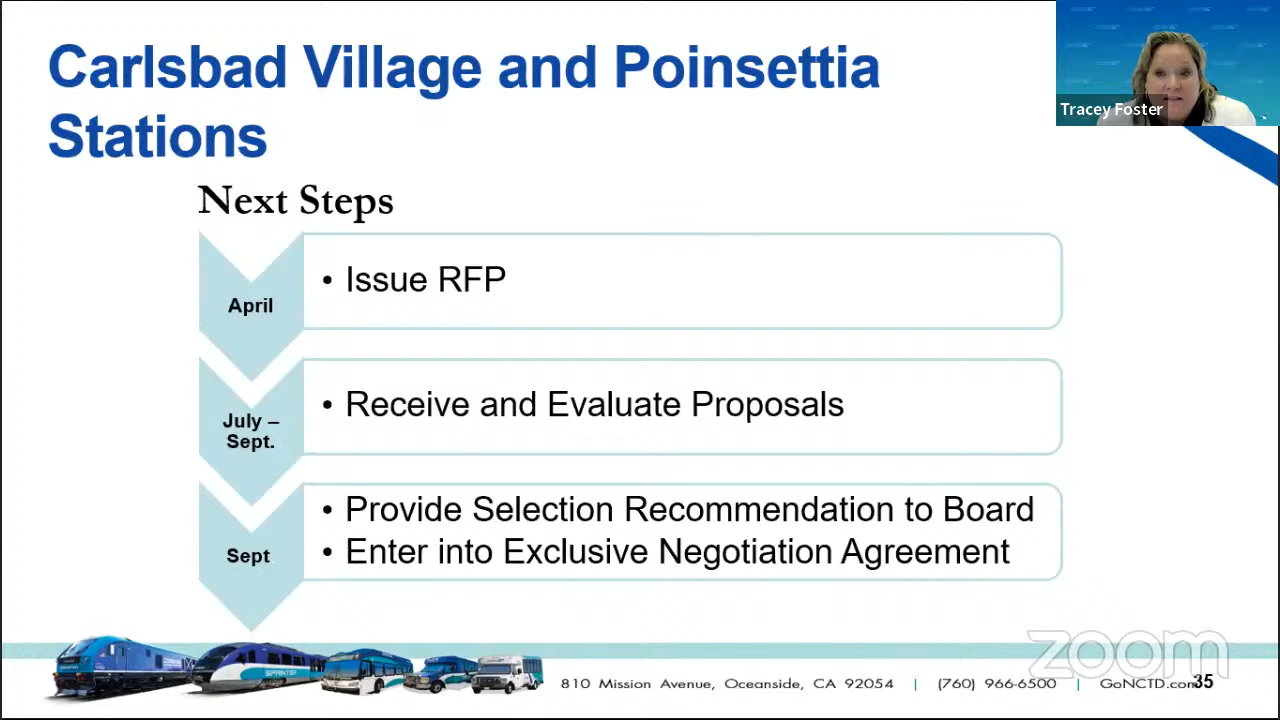 Carlsbad Village and Poinsettia
Stations
Tracey Foster
Next Steps
April
• Issue RFP
July –
Sept.
• Receive and Evaluate Proposals
Sept
• Provide Selection Recommendation to Board
• Enter into Exclusive Negotiation Agreement
SPRINTER
810 Mission Avenue, Oceanside, CA 92054 | (760) 966-6500 | GoNCTD.com
35
zoom